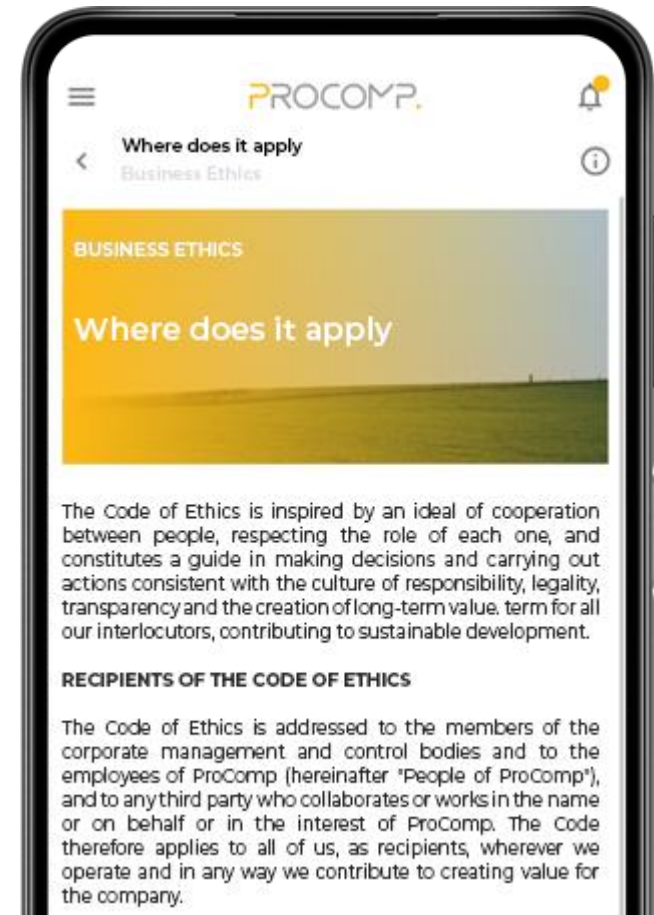 PROCOMP.
Where does it apply
Business Ethics
BUSINESS ETHICS
Where does it apply
The Code of Ethics is inspired by an ideal of cooperation
between people, respecting the role of each one, and
constitutes a guide in making decisions and carrying out
actions consistent with the culture of responsibility, legality,
transparency and the creation of long-term value. term for all
our interlocutors, contributing to sustainable development.
RECIPIENTS OF THE CODE OF ETHICS
The Code of Ethics is addressed to the members of the
corporate management and control bodies and to the
employees of ProComp (hereinafter "People of ProComp"),
and to any third party who collaborates or works in the name
or on behalf or in the interest of ProComp. The Code
therefore applies to all of us, as recipients, wherever we
operate and in any way we contribute to creating value for
the company.